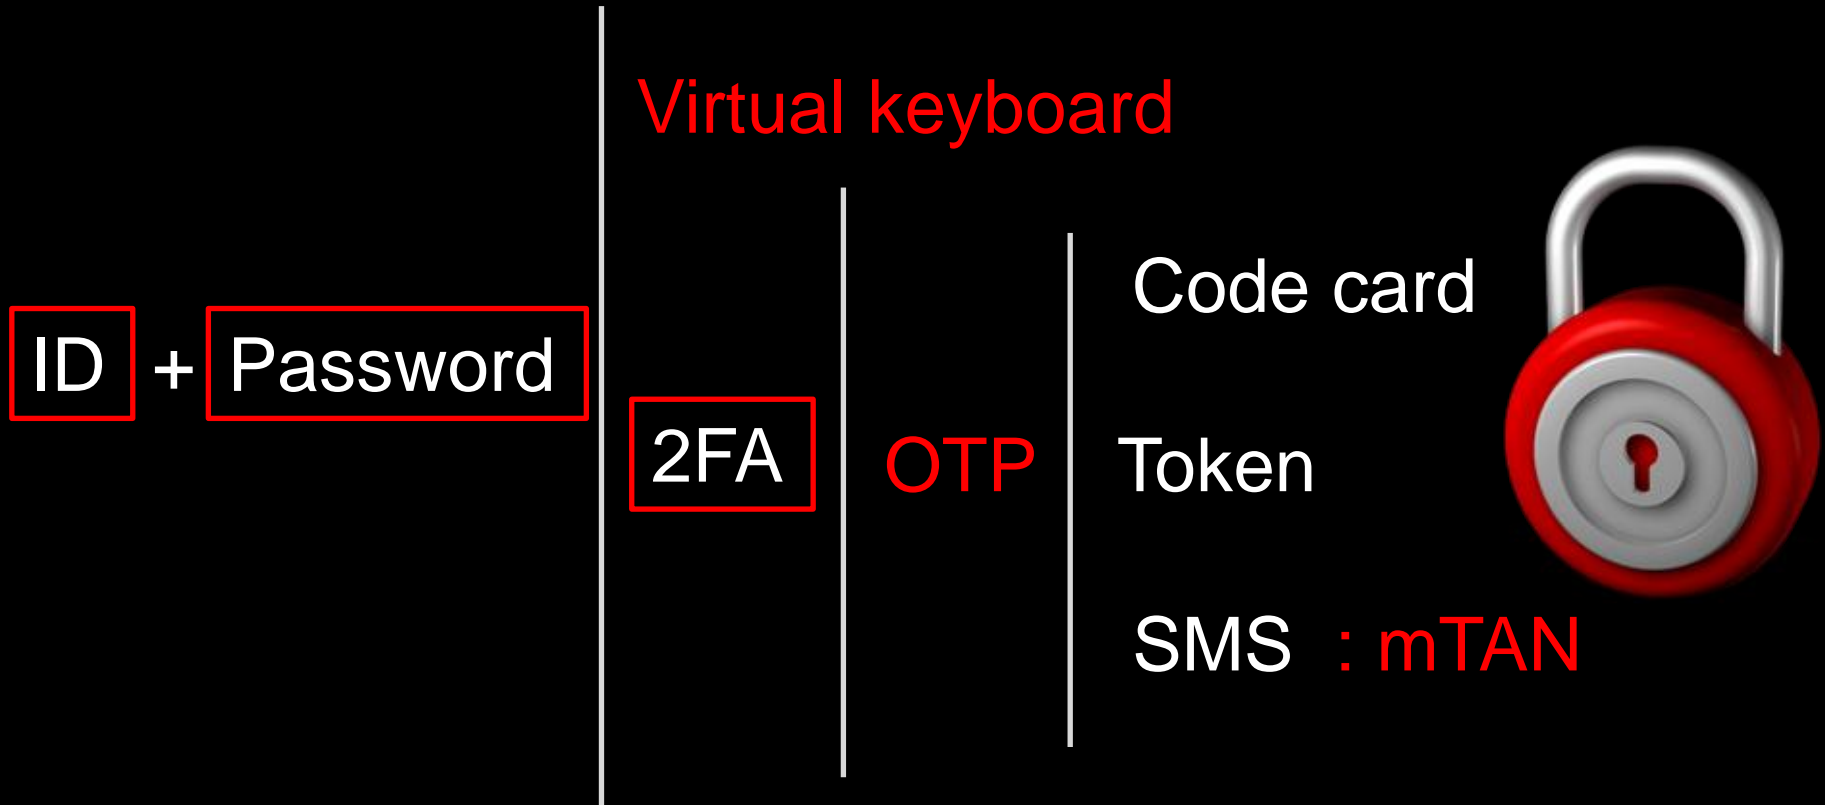 Virtual keyboard
Code card
ID + Password
2FA
OTP
Token
SMS : mTAN